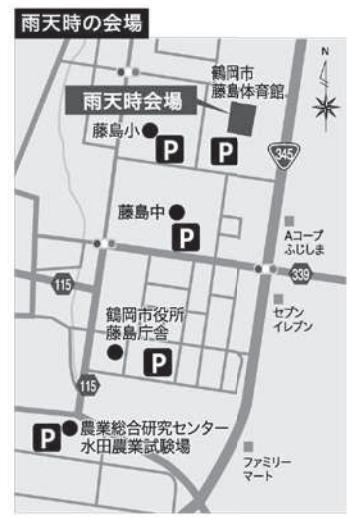 雨天時の会場
N
鶴岡市
藤島体育館
雨天時会場
藤島小
P
P
345
藤島中
P
Aコープ
ふじしま
339
115
セブン
イレブン
鶴岡市役所
藤島庁舎
P
115
P
農業総合研究センター
水田農業試験場
ファミリー
マート